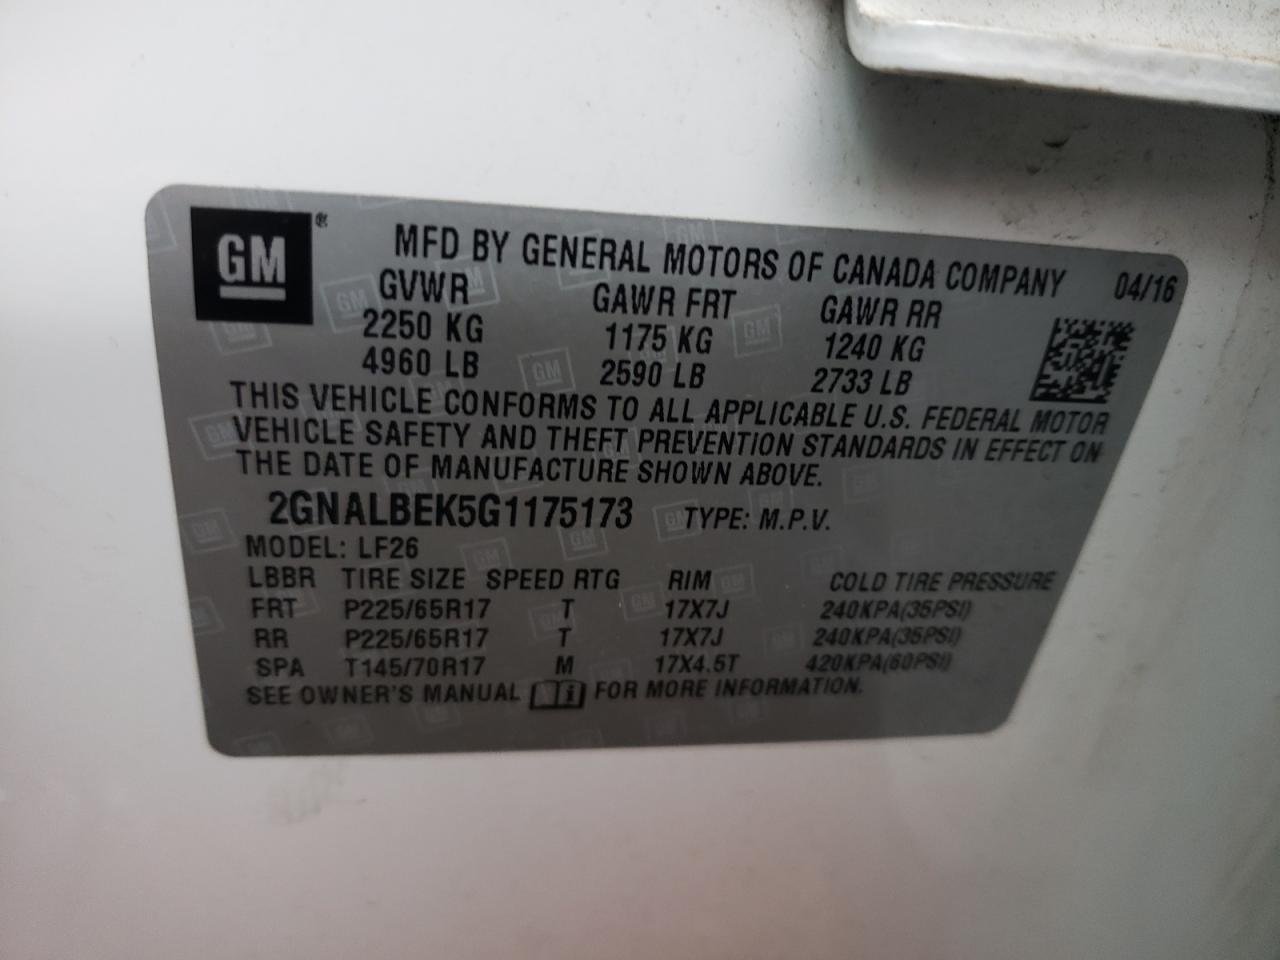 GM ®
MFD BY GENERAL MOTORS OF CANADA COMPANY 04/16
GVWR GAWR FRT GAWR RR
2250 KG 1175 KG 1240 KG
4960 LB 2590 LB 2733 LB
THIS VEHICLE CONFORMS TO ALL APPLICABLE U.S. FEDERAL MOTOR
VEHICLE SAFETY AND THEFT PREVENTION STANDARDS IN EFFECT ON
THE DATE OF MANUFACTURE SHOWN ABOVE.
2GNALBEK5G1175173 TYPE: M.P.V.
MODEL: LF26
LBBR TIRE SIZE SPEED RTG RIM COLD TIRE PRESSURE
FRT P225/65R17 T 17X7J 240KPA(35PSI)
RR P225/65R17 T 17X7J 240KPA(35PSI)
SPA T145/70R17 M 17X4.5T 420KPA(60PSI)
SEE OWNER'S MANUAL i FOR MORE INFORMATION.